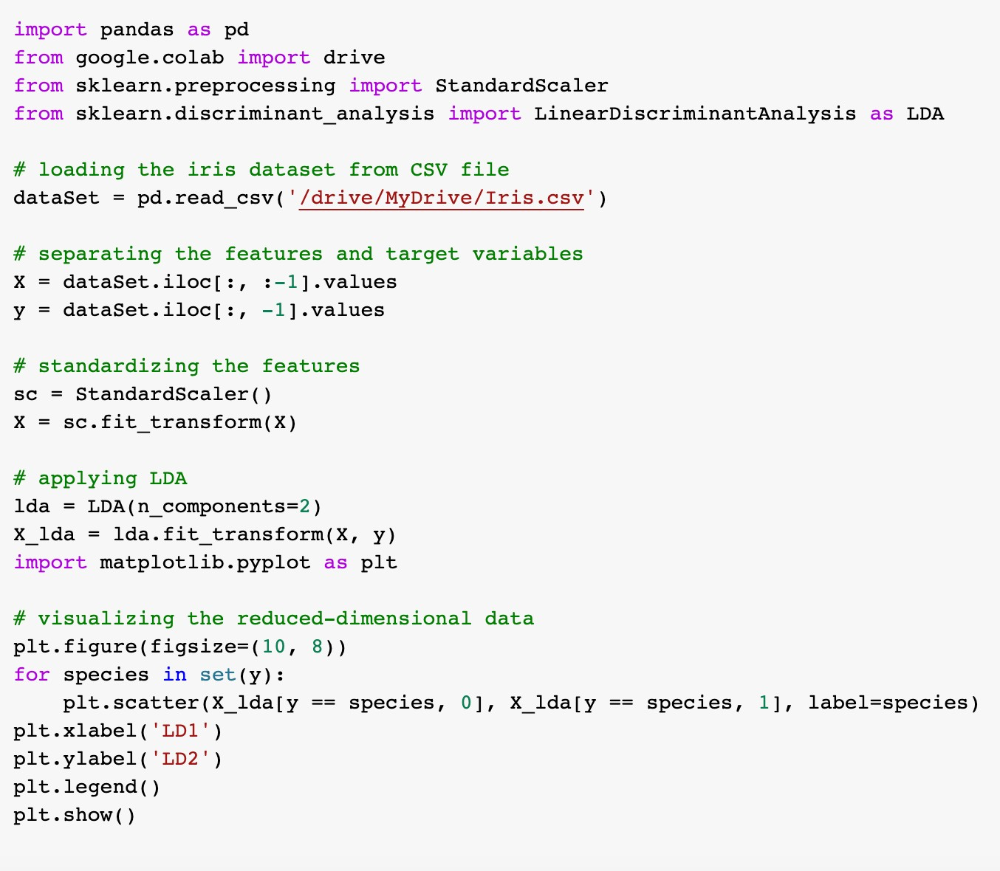 import pandas as pd
from google.colab import drive
from sklearn.preprocessing import StandardScaler
from sklearn.discriminant_analysis import LinearDiscriminantAnalysis as LDA

# loading the iris dataset from CSV file
dataSet = pd.read_csv('/drive/MyDrive/Iris.csv')

# separating the features and target variables
X = dataSet.iloc[:, :-1].values
y = dataSet.iloc[:, -1].values

# standardizing the features
sc = StandardScaler()
X = sc.fit_transform(X)

# applying LDA
lda = LDA(n_components=2)
X_lda = lda.fit_transform(X, y)
import matplotlib.pyplot as plt

# visualizing the reduced-dimensional data
plt.figure(figsize=(10, 8))
for species in set(y):
    plt.scatter(X_lda[y == species, 0], X_lda[y == species, 1], label=species)
plt.xlabel('LD1')
plt.ylabel('LD2')
plt.legend()
plt.show()